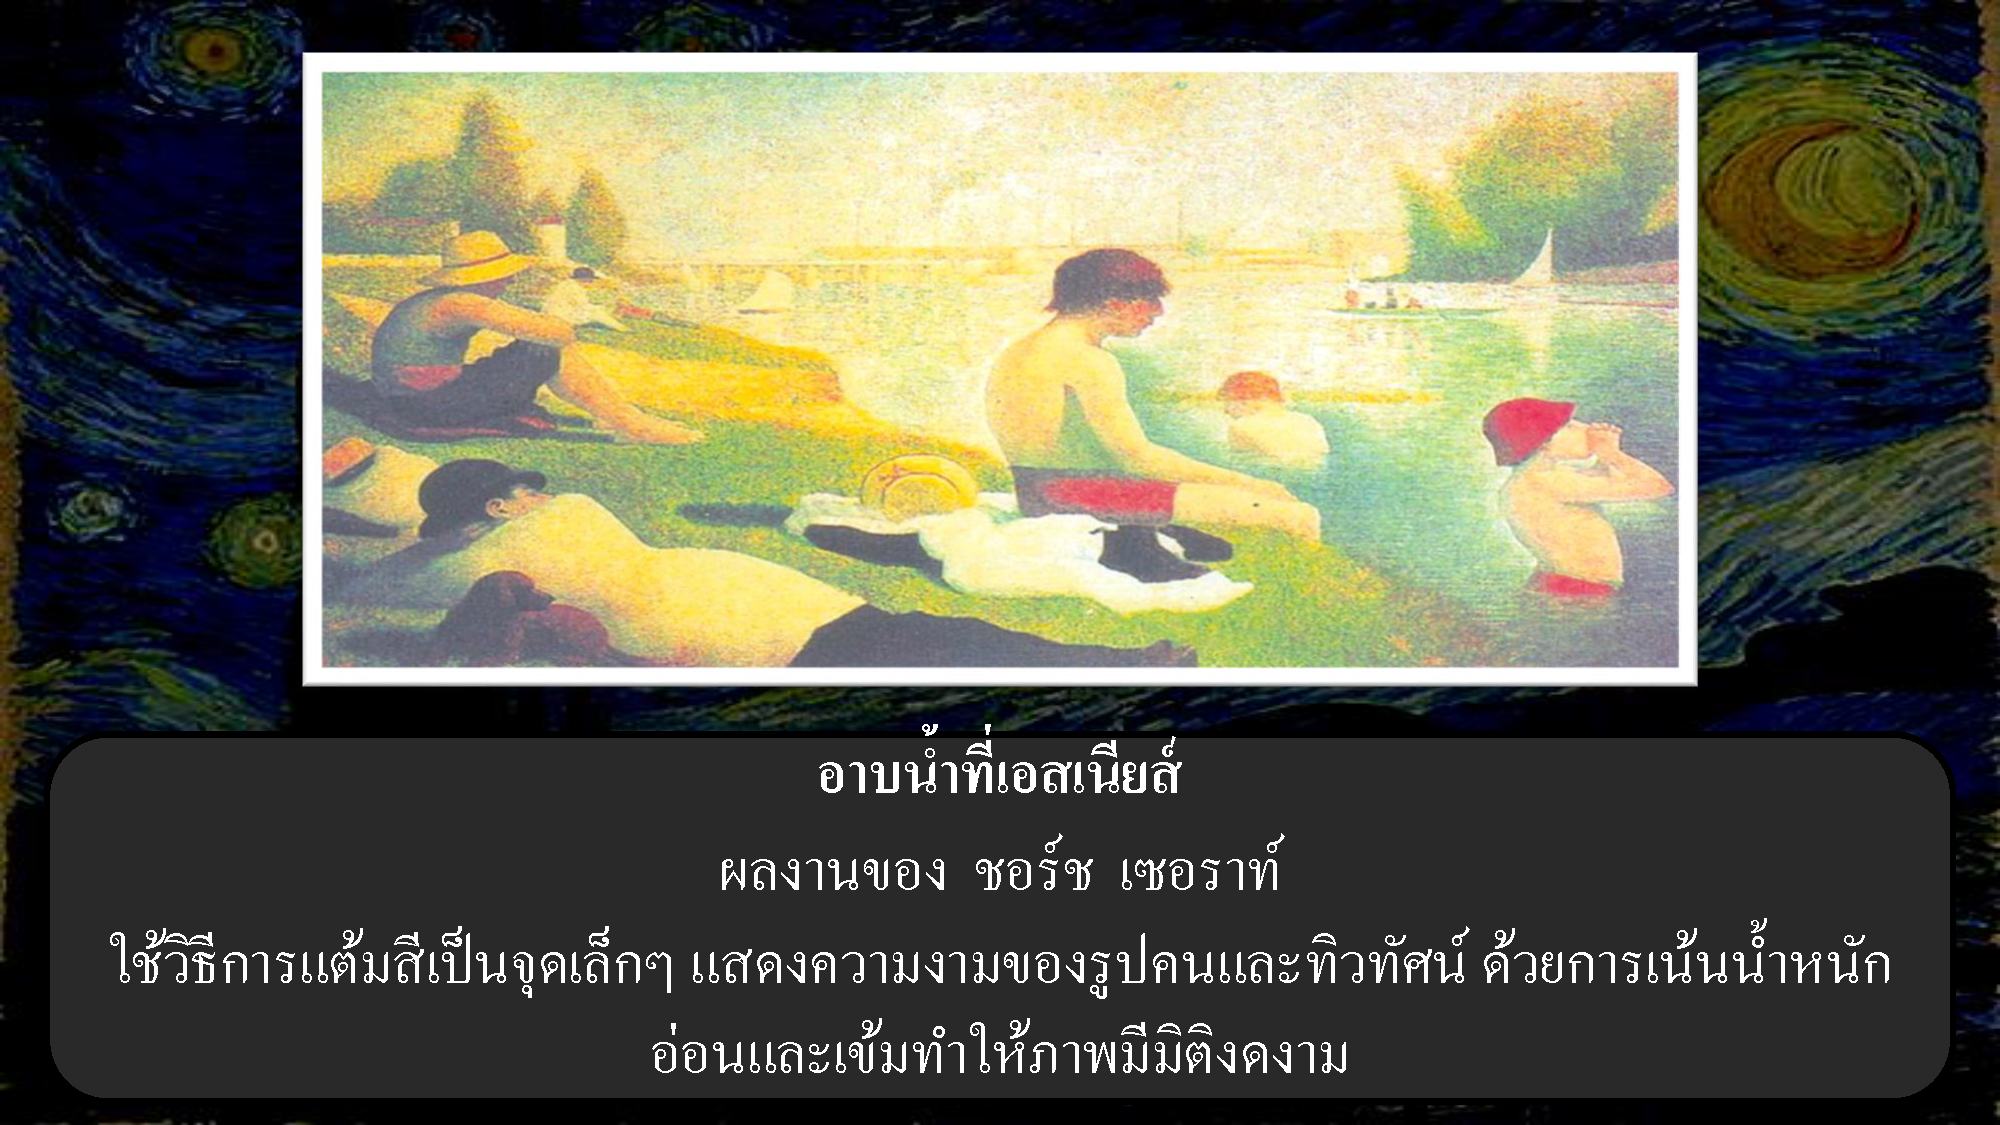 อาบน้ำที่เอสเนียส์
ผลงานของ ชอร์ช เซอราท์
ใช้วิธีการแต้มสีเป็นจุดเล็กๆ แสดงความงามของรูปคนและทิวทัศน์ ด้วยการเน้นน้ำหนัก
อ่อนและเข้มทำให้ภาพมีมิติงดงาม